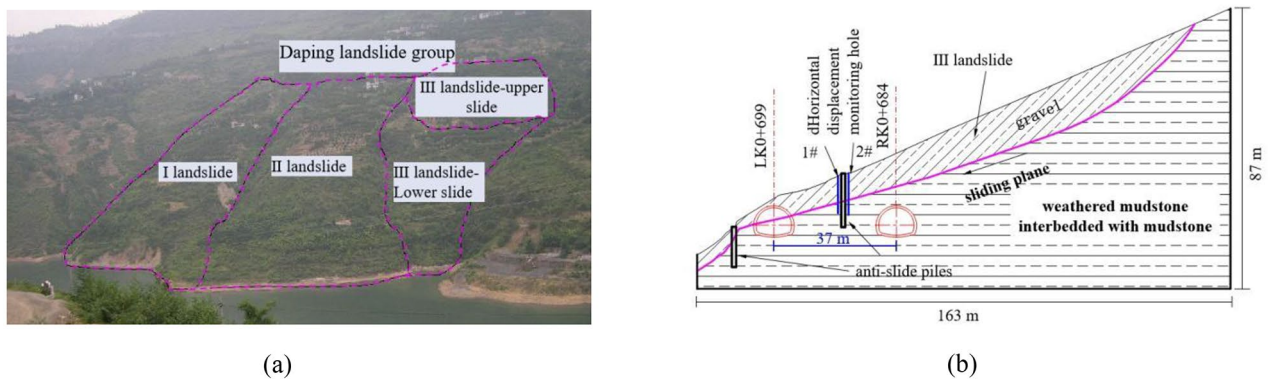 Daping landslide group
III landslide-upper
slide
I landslide
II landslide
III landslide-
Lower slide
(a)
LK0+699
dHorizontal
displacement
monitoring hole
1#
2#
RK0+684
III landslide
gravel
sliding plane
weathered mudstone
interbedded with mudstone
37 m
anti-slide piles
87 m
163 m
(b)